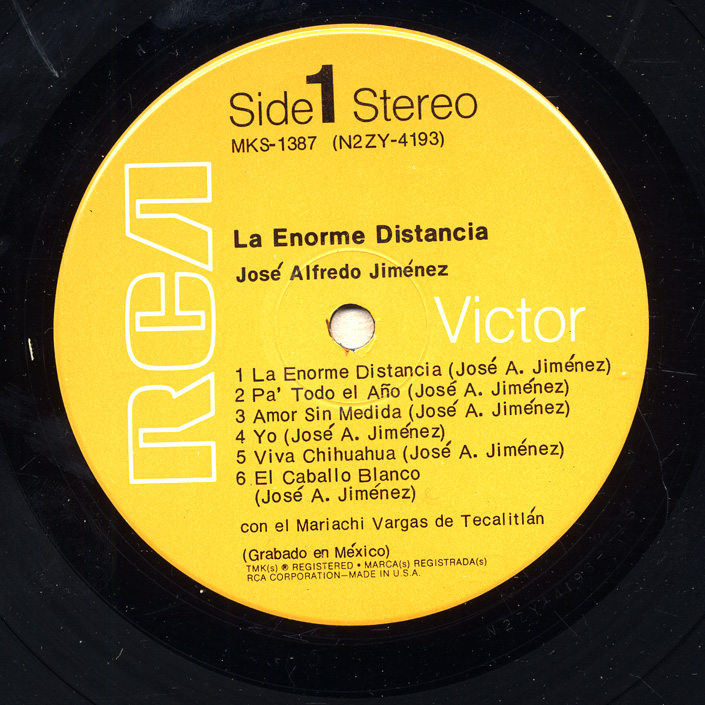 Side 1 Stereo
MKS-1387 (N2ZY-4193)
RCA
La Enorme Distancia
José Alfredo Jiménez
Victor
1 La Enorme Distancia (José A. Jiménez)
2 Pa' Todo el Año (José A. Jiménez)
3 Amor Sin Medida (José A. Jiménez)
4 Yo (José A. Jiménez)
5 Viva Chihuahua (José A. Jiménez)
6 El Caballo Blanco
(José A. Jiménez)
con el Mariachi Vargas de Tecalitlán
(Grabado en México)
TMK(s) ® REGISTERED • MARCA(s) REGISTRADA(s)
RCA CORPORATION—MADE IN U.S.A.